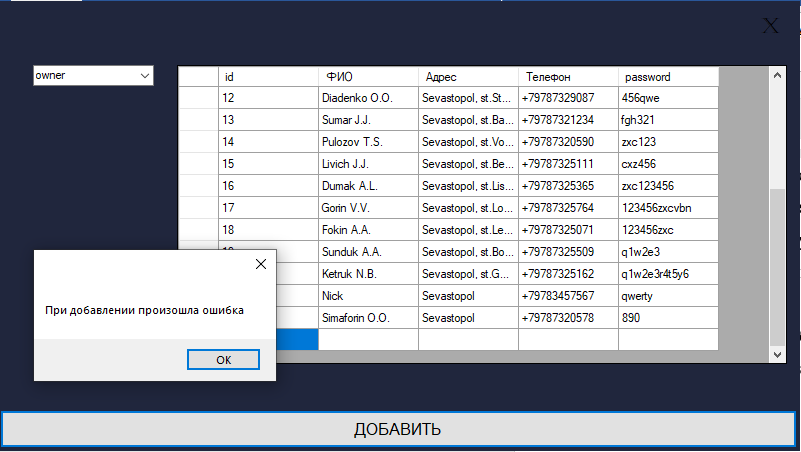 X
owner
id ФИО Адрес Телефон password
12 Diadenko O.O. Sevastopol, st.St... +79787329087 456qwe
13 Sumar J.J. Sevastopol, st.Ba... +79787321234 fgh321
14 Pulozov T.S. Sevastopol, st.Vo... +79787320590 zxc123
15 Livich J.J. Sevastopol, st.Be... +79787325111 cxz456
16 Dumak A.L. Sevastopol, st.Lis... +79787325365 zxc123456
17 Gorin V.V. Sevastopol, st.Lo... +79787325764 123456zxcvbn
18 Fokin A.A. Sevastopol, st.Le... +79787325071 123456zxc
Sunduk A.A. Sevastopol, st.Bo... +79787325509 q1w2e3
Ketruk N.B. Sevastopol, st.G... +79787325162 q1w2e3r4t5y6
Nick Sevastopol +79783457567 qwerty
Simaforin O.O. Sevastopol +79787320578 890
При добавлении произошла ошибка
OK
ДОБАВИТЬ